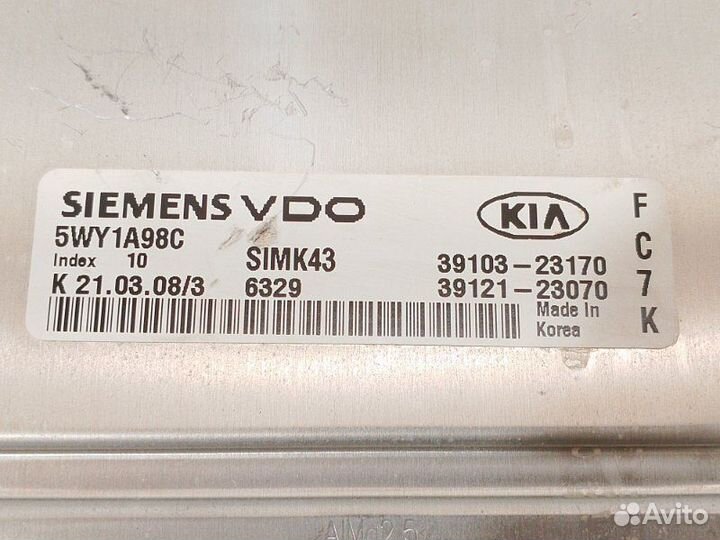 SIEMENS VDO
KIA
5WY1A98C
Index 10
SIMK43
39103-23170
K 21.03.08/3
6329
39121-23070
Made In
Korea
F
C
7
K
Avito